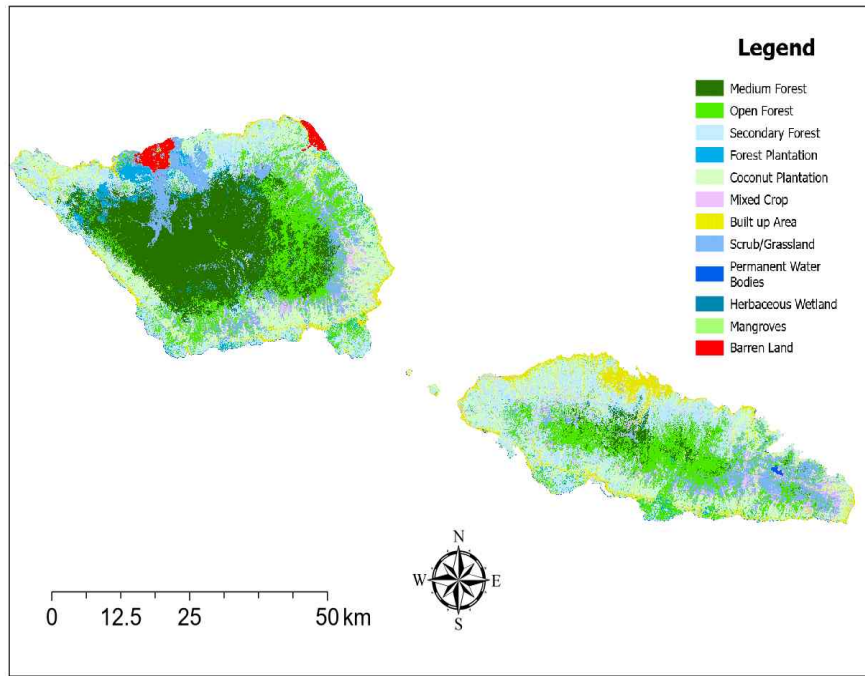 Legend
Medium Forest
Open Forest
Secondary Forest
Forest Plantation
Coconut Plantation
Mixed Crop
Built up Area
Scrub/Grassland
Permanent Water
Bodies
Herbaceous Wetland
Mangroves
Barren Land
N
W E
S
0 12.5 25 50 km